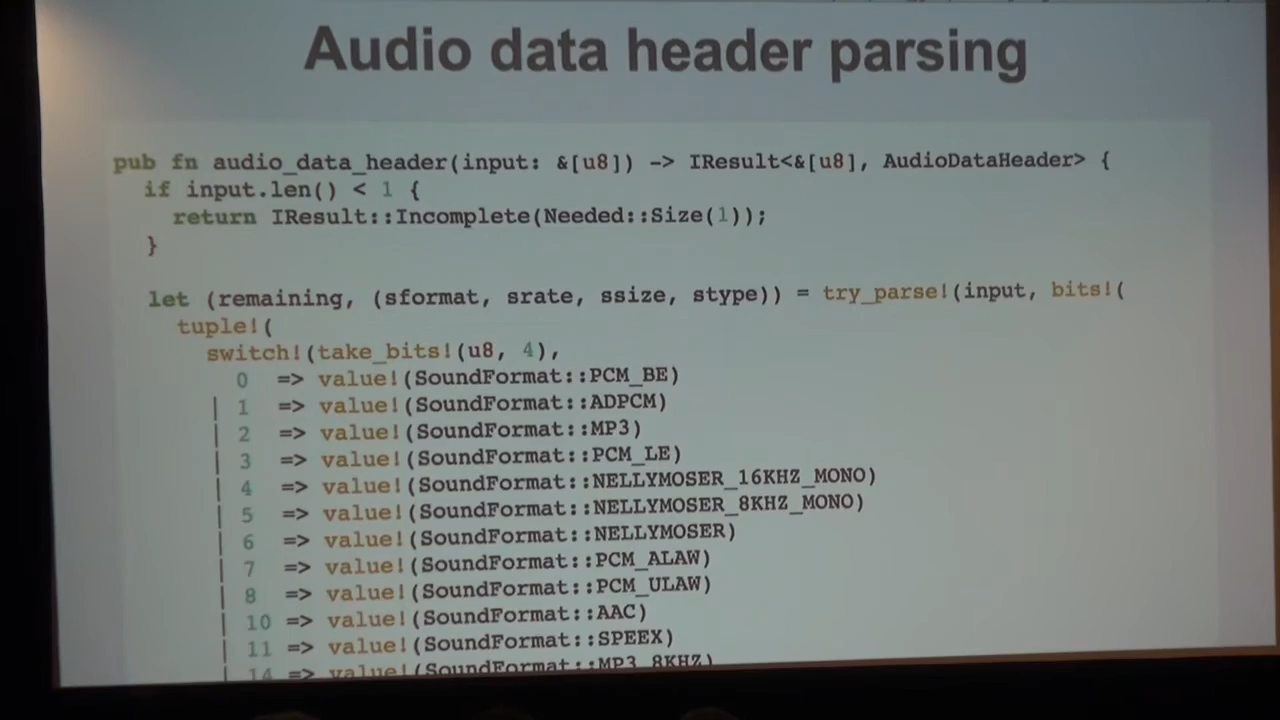 Audio data header parsing
pub fn audio_data_header(input: &[u8]) -> IResult<&[u8], AudioDataHeader> {
if input.len() < 1 {
return IResult::Incomplete(Needed::Size(1));
}
let (remaining, (sformat, srate, ssize, stype)) = try_parse!(input, bits!(
tuple!(
switch!(take_bits!(u8, 4),
0 => value!(SoundFormat::PCM_BE)
| 1 => value!(SoundFormat::ADPCM)
| 2 => value!(SoundFormat::MP3)
| 3 => value!(SoundFormat::PCM_LE)
| 4 => value!(SoundFormat::NELLYMOSER_16KHZ_MONO)
| 5 => value!(SoundFormat::NELLYMOSER_8KHZ_MONO)
| 6 => value!(SoundFormat::NELLYMOSER)
| 7 => value!(SoundFormat::PCM_ALAW)
| 8 => value!(SoundFormat::PCM_ULAW)
| 10 => value!(SoundFormat::AAC)
| 11 => value!(SoundFormat::SPEEX)
| 14 => value!(SoundFormat::MP3_8KHZ)